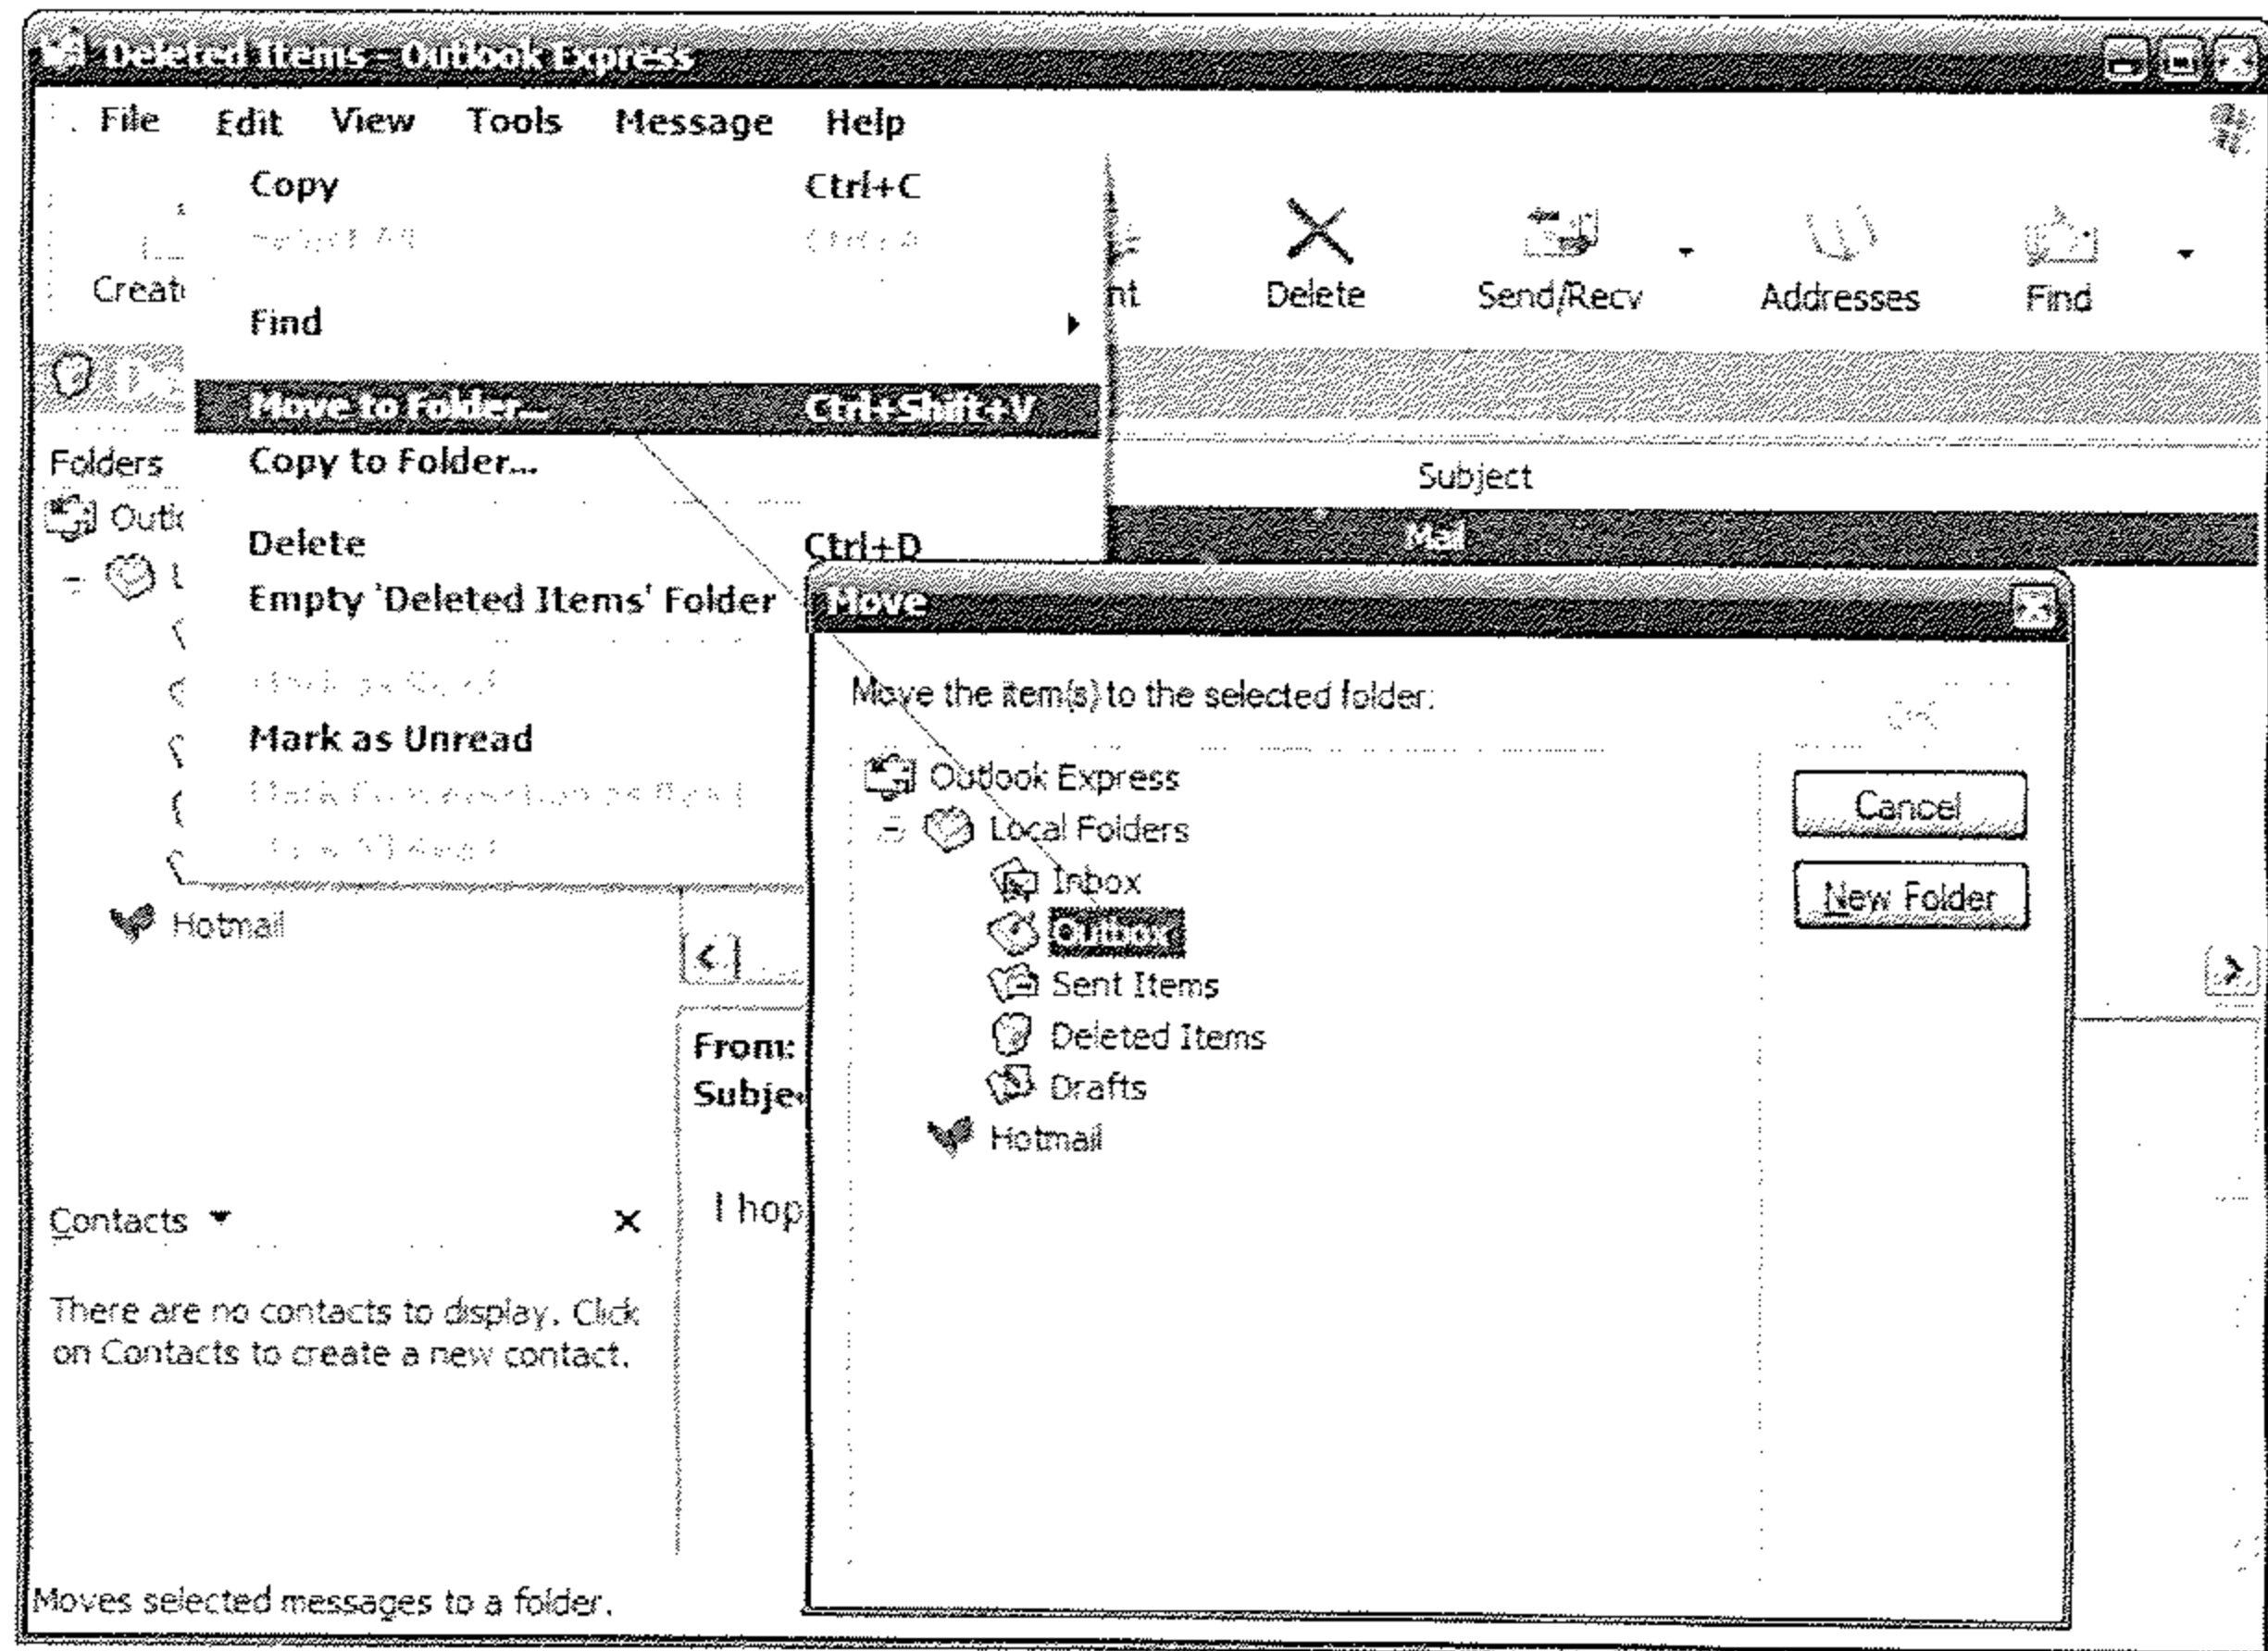 Deleted Items - Outlook Express
File Edit View Tools Message Help
Copy Ctrl+C
Find
Move to Folder... Ctrl+Shift+V
Copy to Folder...
Delete Ctrl+D
Empty 'Deleted Items' Folder
Mark as Unread
Delete Send/Recv Addresses Find
Folders
Hotmail
Subject
Mail
Move
Move the item(s) to the selected folder:
Outlook Express
Local Folders
Inbox
Outbox
Sent Items
Deleted Items
Drafts
Hotmail
Cancel
New Folder
From:
I hop
Contacts
There are no contacts to display. Click
on Contacts to create a new contact.
Moves selected messages to a folder.